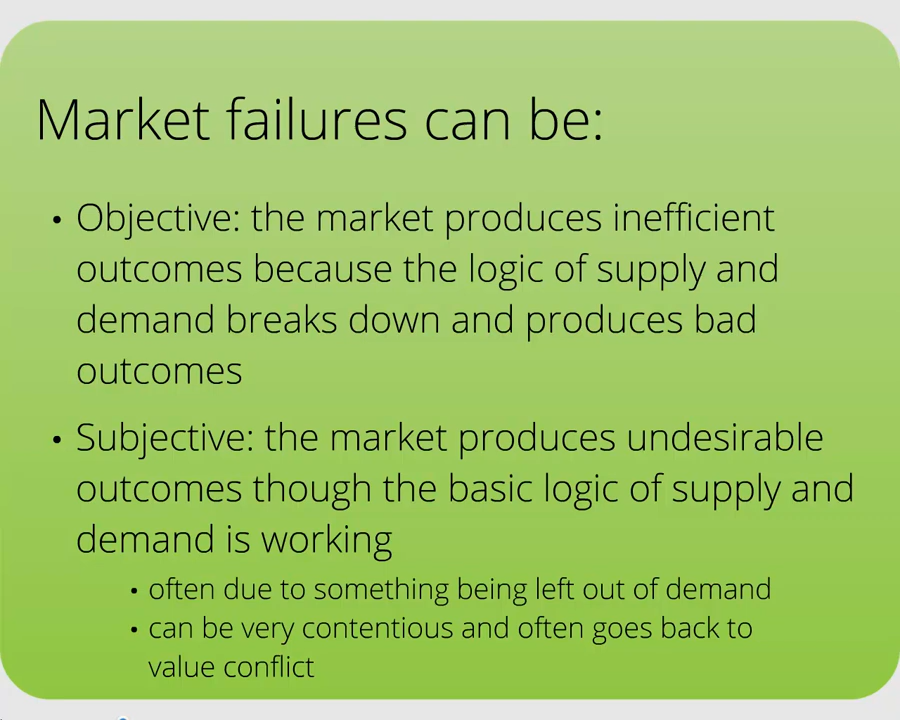 Market failures can be:
• Objective: the market produces inefficient
outcomes because the logic of supply and
demand breaks down and produces bad
outcomes
• Subjective: the market produces undesirable
outcomes though the basic logic of supply and
demand is working
• often due to something being left out of demand
• can be very contentious and often goes back to
value conflict